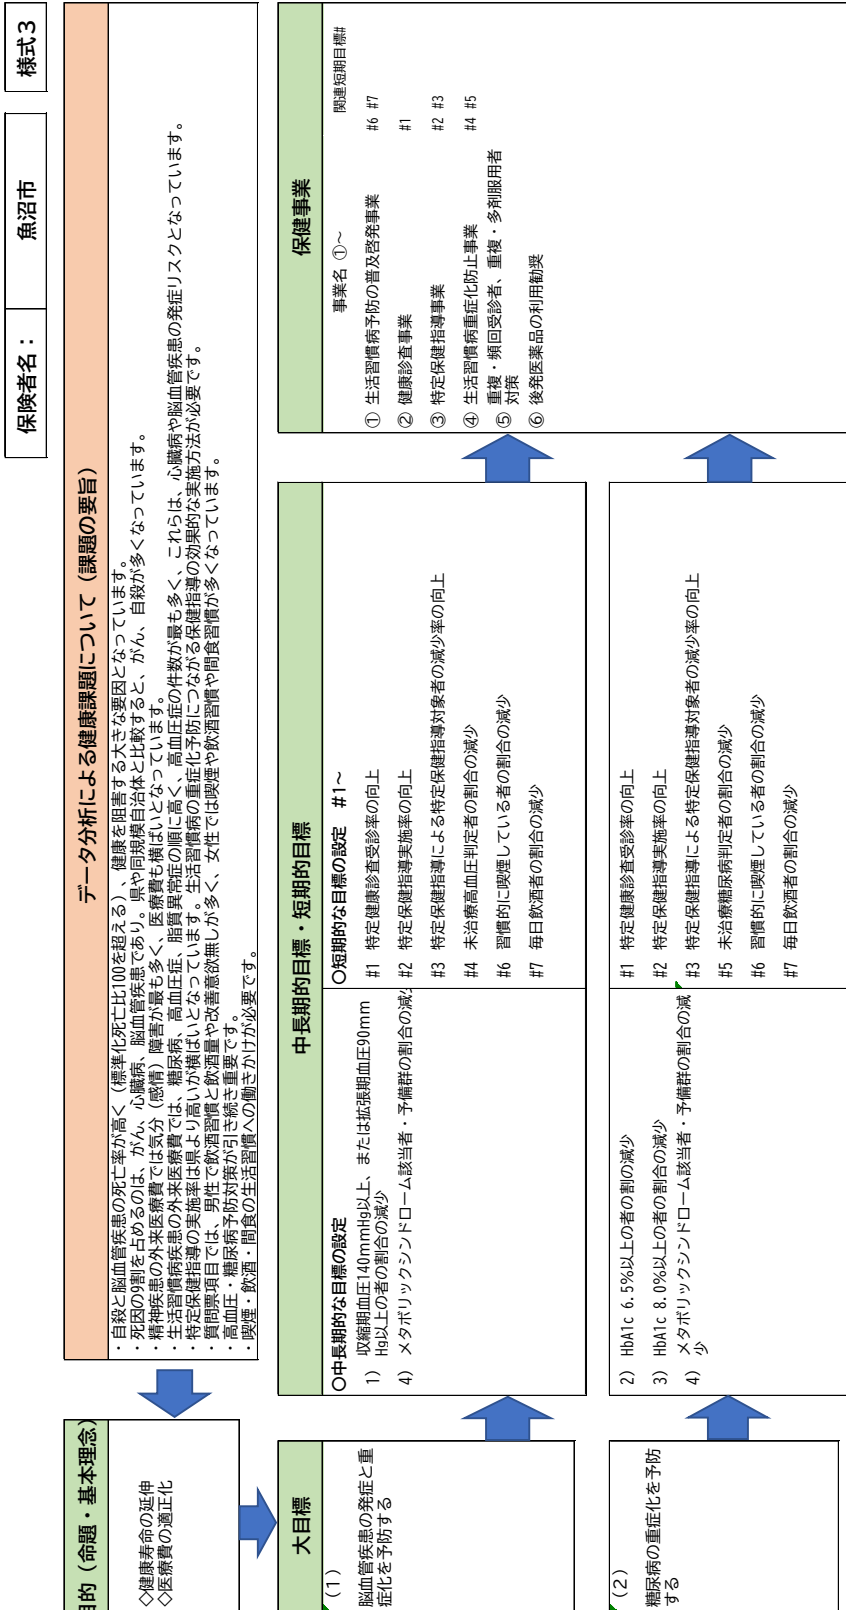 保険者名：
魚沼市
様式３
的（命題・基本理念）
◇健康寿命の延伸
◇医療費の適正化
データ分析による健康課題について（課題の要旨）
・自殺と脳血管疾患の死亡率が高く（標準化死亡比100を超える）、健康を阻害する大きな要因となっています。
・死因の9割を占めるのは、がん、心臓病、脳血管疾患であり。県や同規模自治体と比較すると、がん、自殺が多くなっています。
・精神疾患の外来医療費では気分（感情）障害が最も多く、医療費も横ばいとなっています。
・生活習慣病疾患の外来医療費では、糖尿病、高血圧症、脂質異常症の順に高く、高血圧症の件数が最も多く、これらは、心臓病や脳血管疾患の発症リスクとなっています。
・特定保健指導の実施率は県より高いが横ばいとなっています。生活習慣病の重症化予防につながる保健指導の効果的な実施方法が必要です。
・質問票項目では、男性で飲酒習慣と飲酒量や改善意欲無しが多く、女性では喫煙や飲酒習慣や間食習慣が多くなっています。
・高血圧・糖尿病予防対策が引き続き重要です。
・喫煙・飲酒・間食の生活習慣への働きかけが必要です。
大目標
中長期的目標・短期的目標
保健事業
（1）
脳血管疾患の発症と重
症化を予防する
〇中長期的な目標の設定
1） 収縮期血圧140mmHg以上、または拡張期血圧90mm
Hg以上の者の割合の減少
4） メタボリックシンドローム該当者・予備群の割合の減少
〇短期的な目標の設定　#1～
#1 特定健康診査受診率の向上
#2 特定保健指導実施率の向上
#3 特定保健指導による特定保健指導対象者の減少率の向上
#4 未治療高血圧判定者の割合の減少
#6 習慣的に喫煙している者の割合の減少
#7 毎日飲酒者の割合の減少
事業名 ①～
関連短期目標#
① 生活習慣病予防の普及啓発事業 #6 #7
② 健康診査事業 #1
③ 特定保健指導事業 #2 #3
④ 生活習慣病重症化防止事業 #4 #5
⑤ 重複・頻回受診者、重複・多剤服用者
対策
⑥ 後発医薬品の利用勧奨
（2）
糖尿病の重症化を予防
する
2） HbA1c 6.5%以上の者の割の減少
3） HbA1c 8.0%以上の者の割合の減少
4） メタボリックシンドローム該当者・予備群の割合の減
少
#1 特定健康診査受診率の向上
#2 特定保健指導実施率の向上
#3 特定保健指導による特定保健指導対象者の減少率の向上
#5 未治療糖尿病判定者の割合の減少
#6 習慣的に喫煙している者の割合の減少
#7 毎日飲酒者の割合の減少